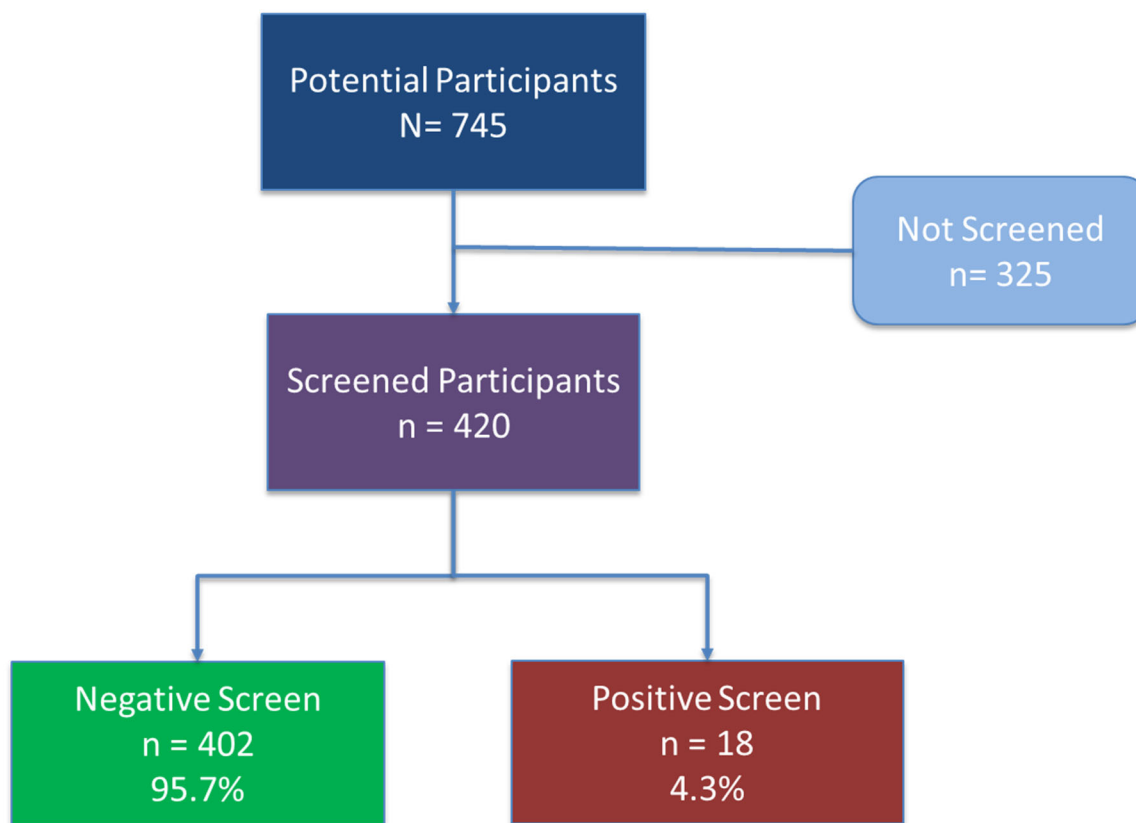 Potential Participants
N= 745
Not Screened
n= 325
Screened Participants
n = 420
Negative Screen
n = 402
95.7%
Positive Screen
n = 18
4.3%